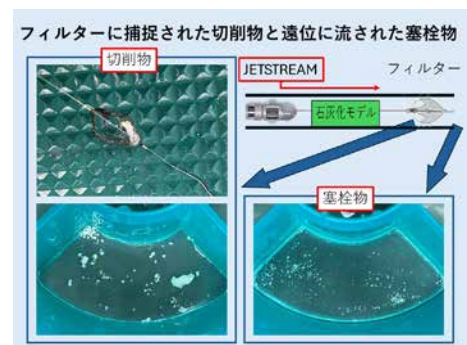 フィルターに捕捉された切削物と遠位に流された塞栓物
切削物
JETSTREAM
フィルター
石灰化モデル
塞栓物